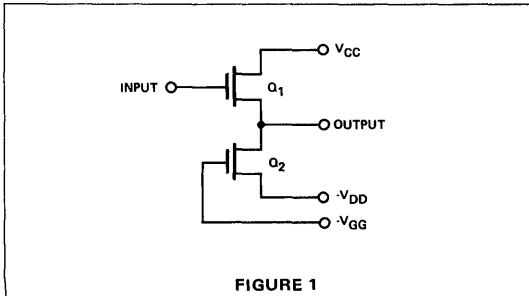 VCC
INPUT
Q1
OUTPUT
Q2
-VDD
-VGG
FIGURE 1